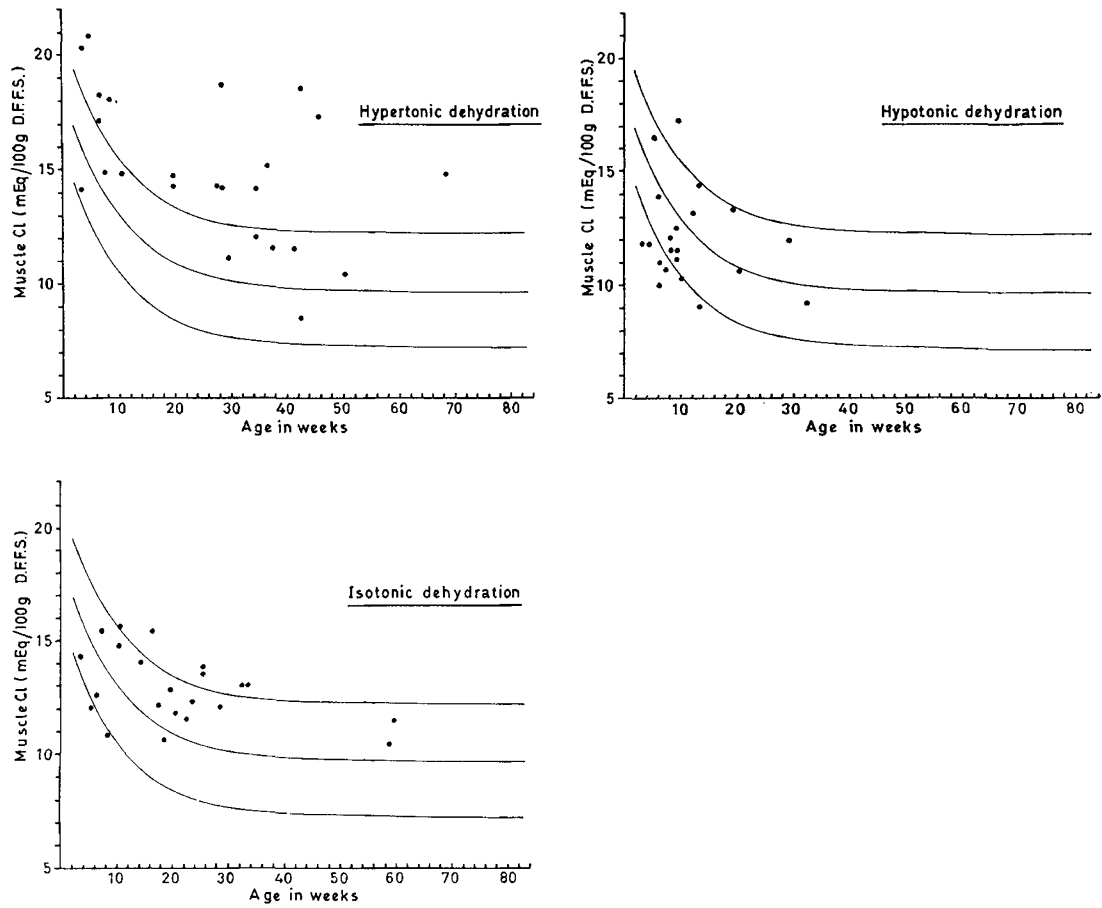 Hypertonic dehydration
Muscle Cl (mEq/100g D.F.F.S.)
20
15
10
5
10 20 30 40 50 60 70 80
Age in weeks
Hypotonic dehydration
Muscle Cl (mEq/100g D.F.F.S.)
20
15
10
5
10 20 30 40 50 60 70 80
Age in weeks
Isotonic dehydration
Muscle Cl (mEq/100g D.F.F.S.)
20
15
10
5
10 20 30 40 50 60 70 80
Age in weeks